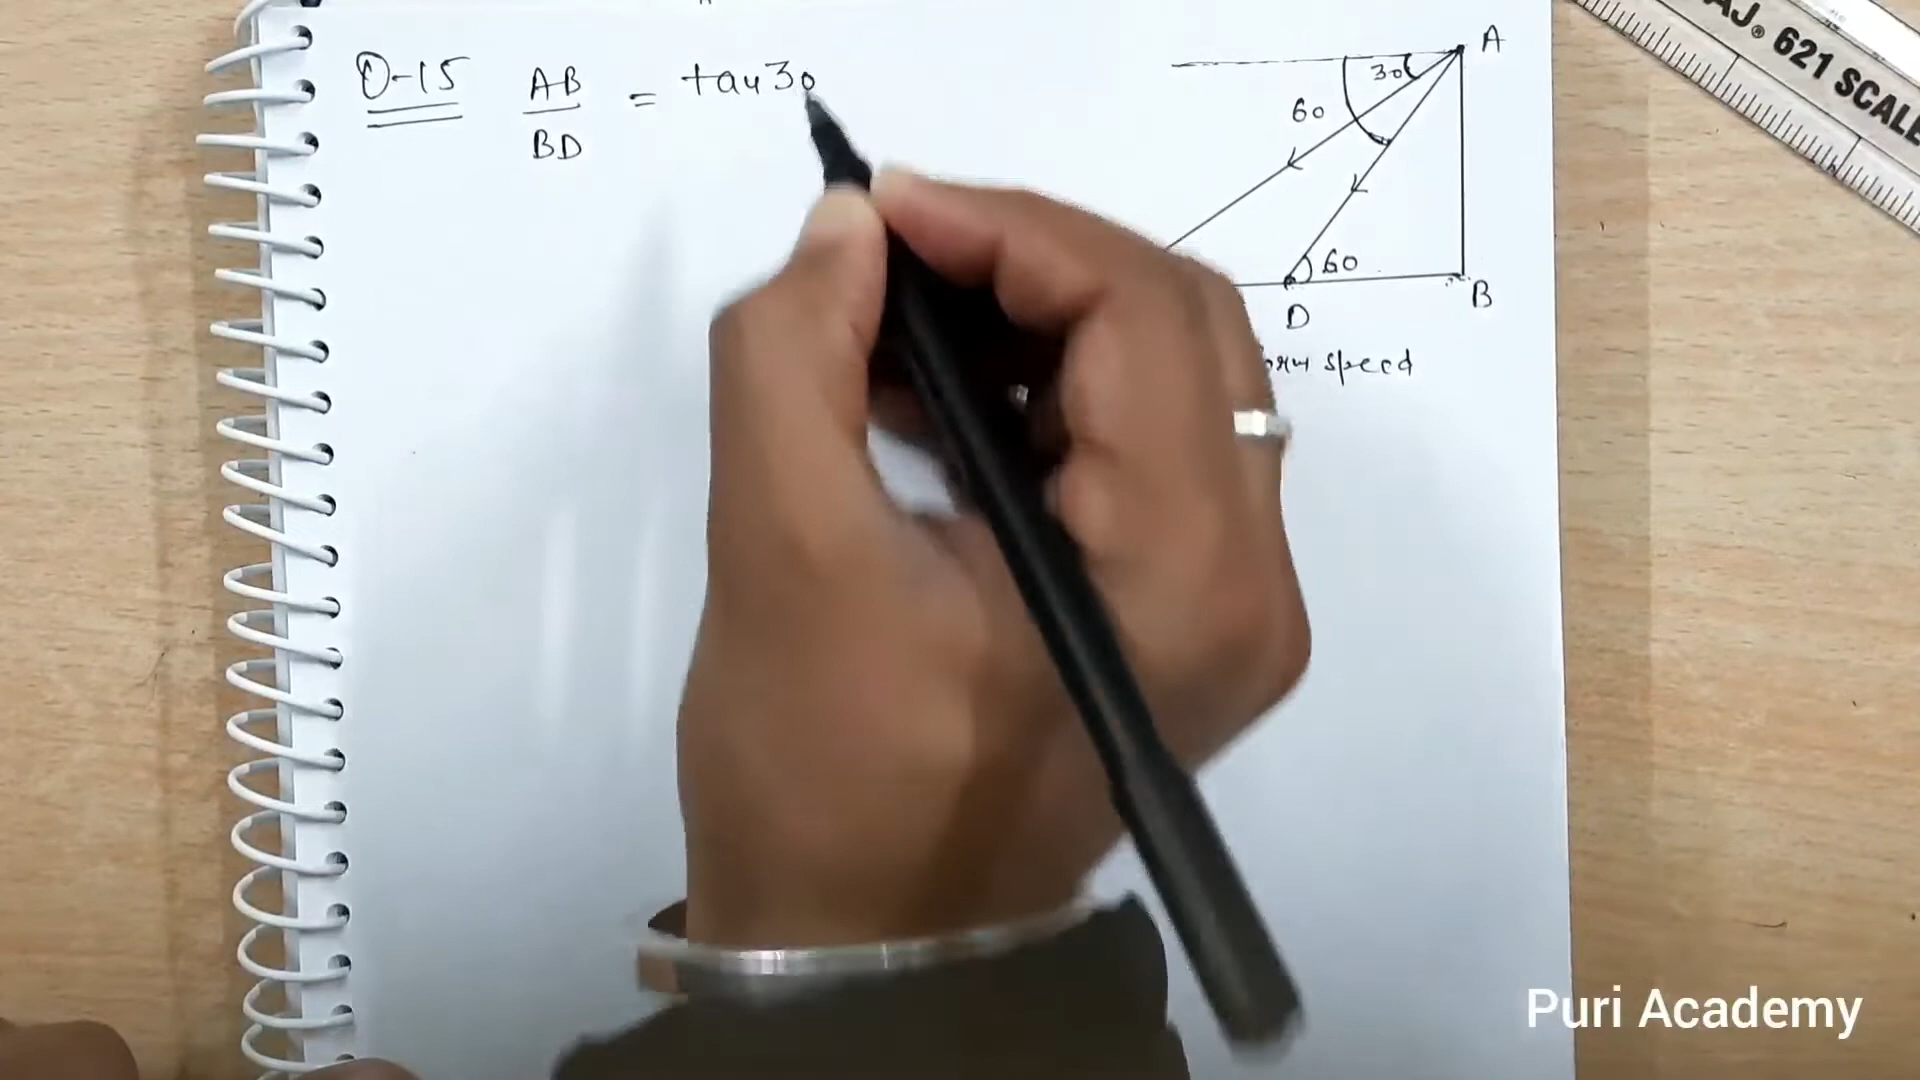 Q-15 AB/BD = tan30
A
30
60
60
D
B
speed
AJ® 621 SCALE
Puri Academy